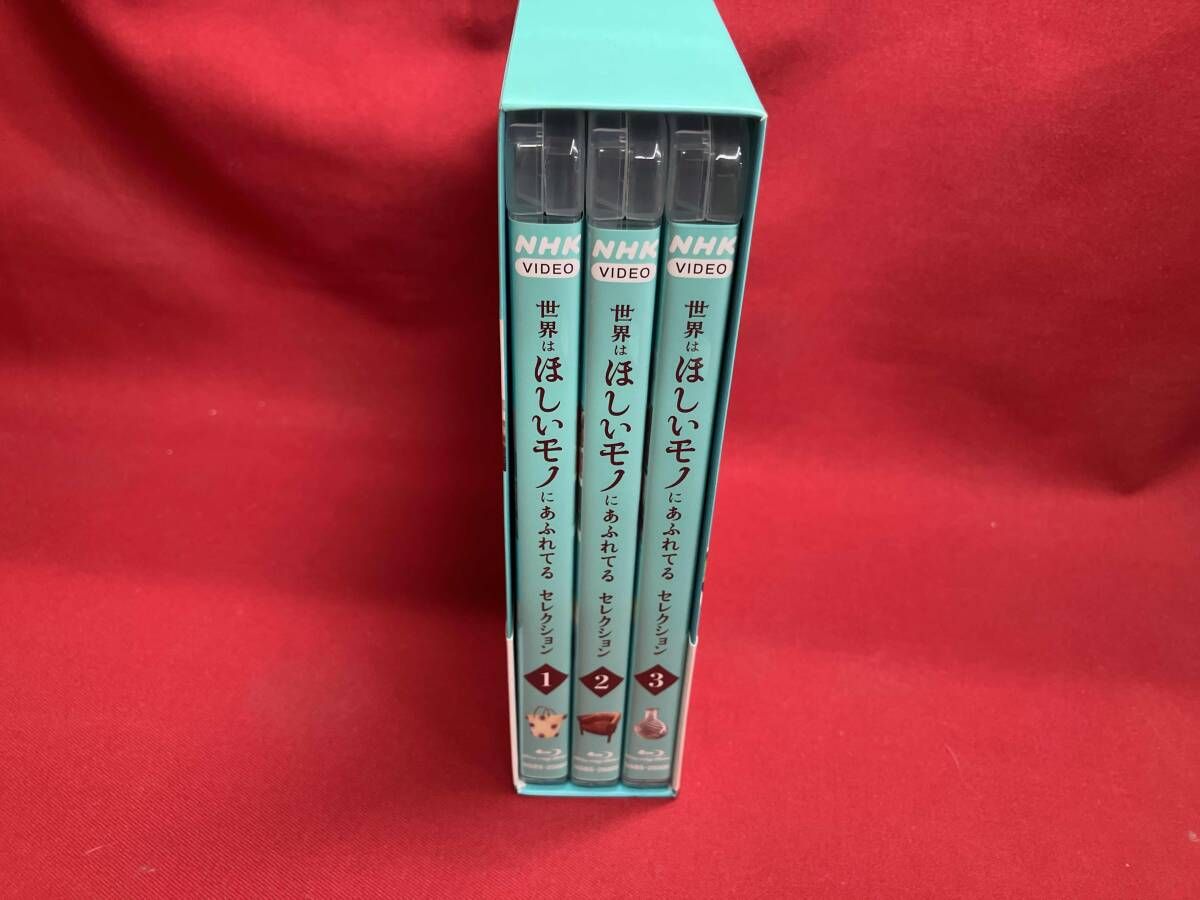 NHK
VIDEO
世界は
ほしいモノ
にあふれてる
セレクション
1
NHK
VIDEO
世界は
ほしいモノ
にあふれてる
セレクション
2
NHK
VIDEO
世界は
ほしいモノ
にあふれてる
セレクション
3